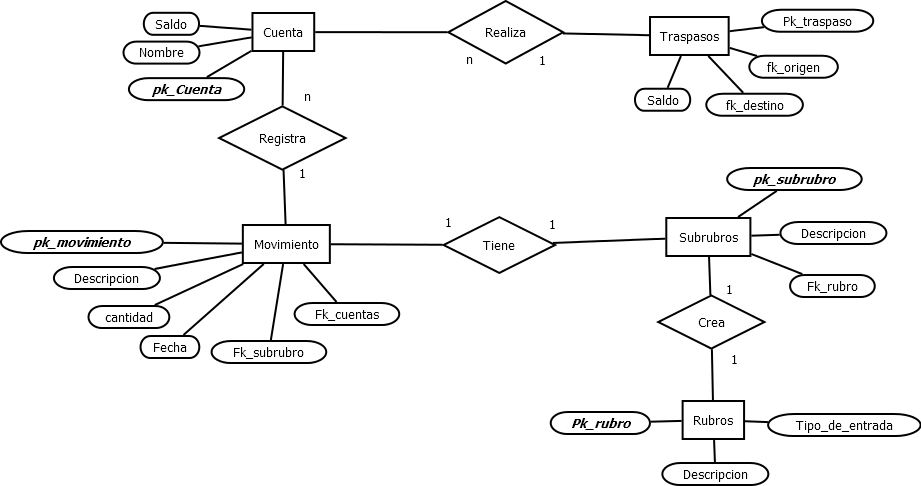 Saldo
Cuenta
Realiza
Traspasos
Pk_traspaso
Nombre
pk_Cuenta
n
1
fk_origen
Saldo
fk_destino
n
Registra
1
pk_subrubro
pk_movimiento
Movimiento
1
Tiene
1
Subrubros
Descripcion
Descripcion
Fk_rubro
cantidad
Fk_cuentas
1
Fecha
Fk_subrubro
Crea
1
Pk_rubro
Rubros
Tipo_de_entrada
Descripcion